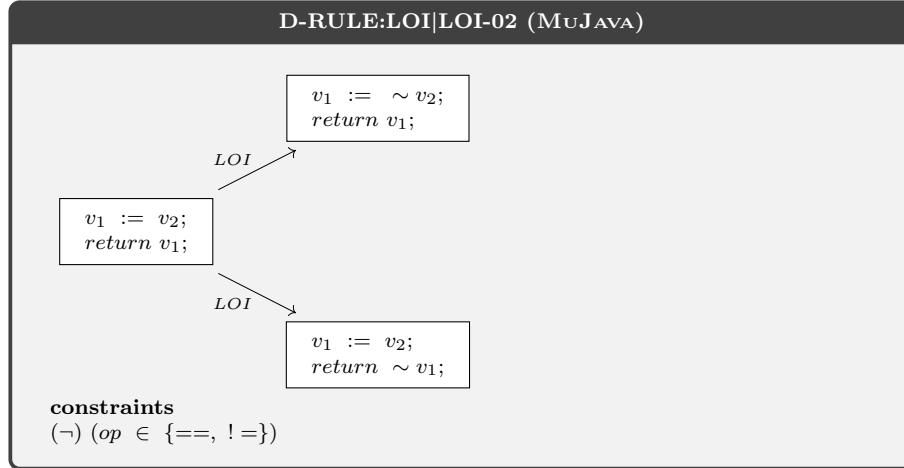 D-RULE:LOI|LOI-02 (MUJAVA)
v₁ := ∼ v₂;
return v₁;
LOI
v₁ := v₂;
return v₁;
LOI
v₁ := v₂;
return ∼ v₁;
constraints
(¬) (op ∈ {==, ! =})